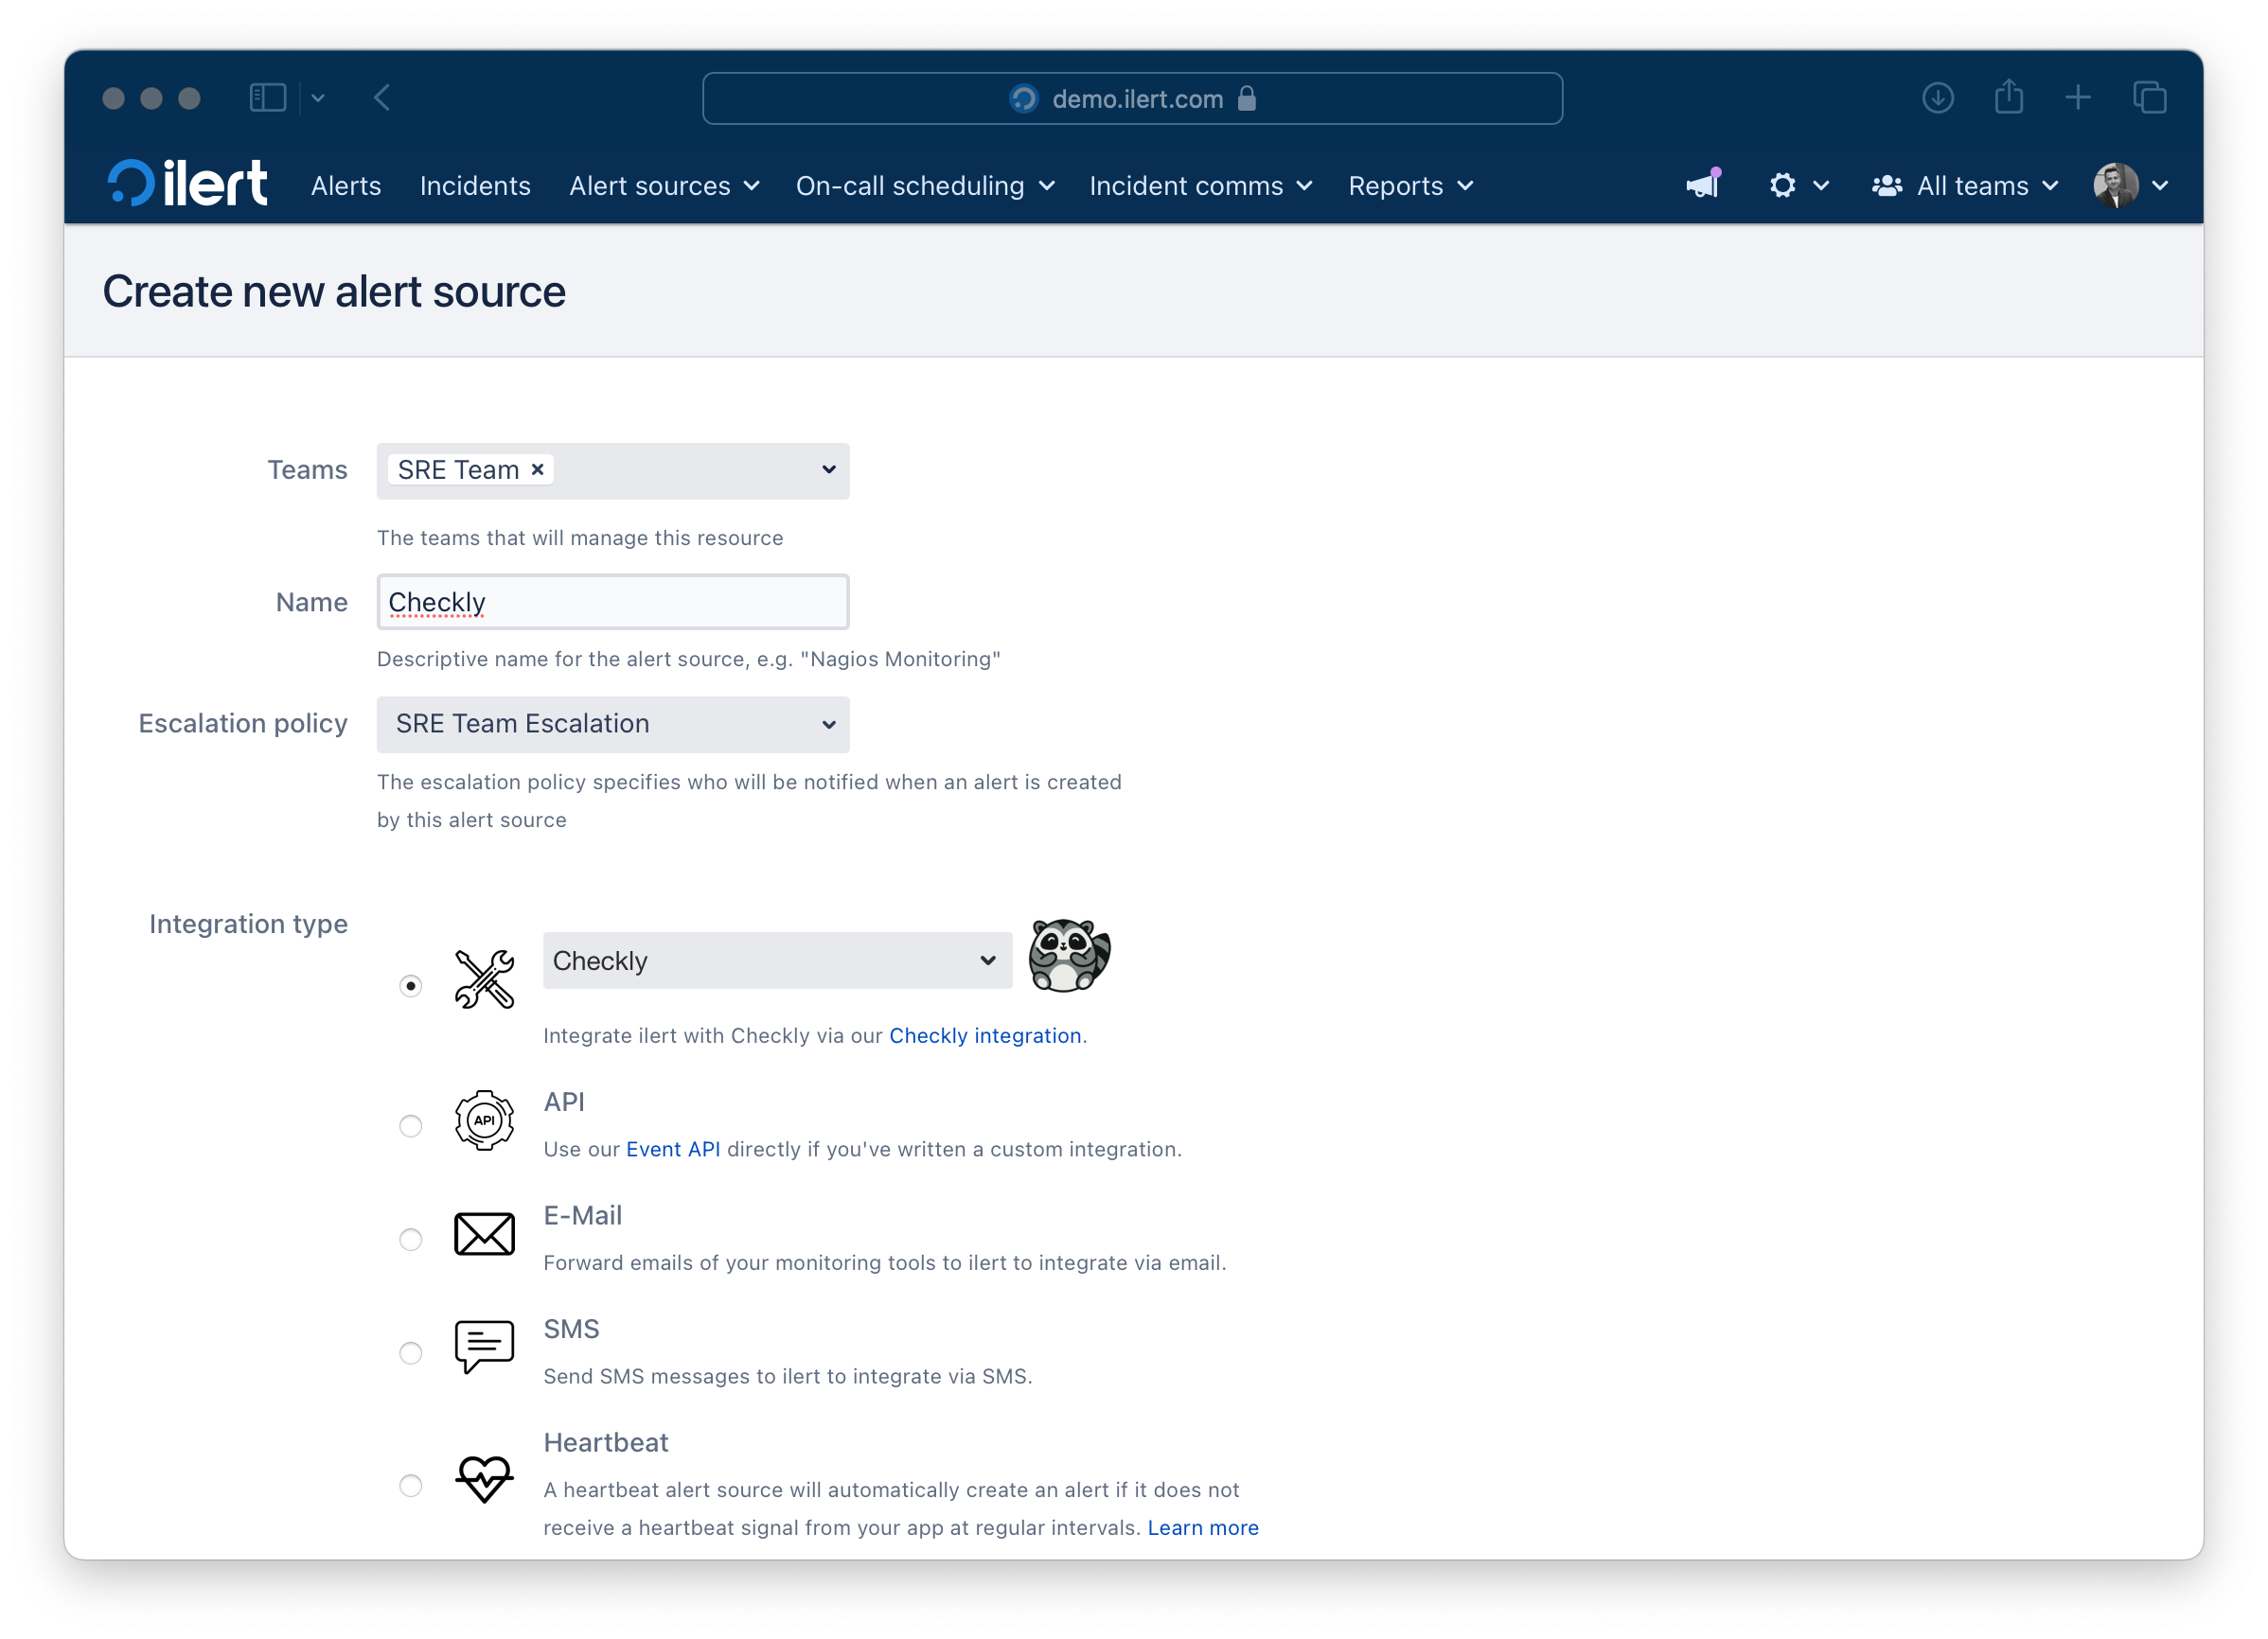 demo.ilert.com
ilert Alerts Incidents Alert sources On-call scheduling Incident comms Reports All teams
Create new alert source
Teams SRE Team ×
The teams that will manage this resource
Name Checkly
Descriptive name for the alert source, e.g. "Nagios Monitoring"
Escalation policy SRE Team Escalation
The escalation policy specifies who will be notified when an alert is created
by this alert source
Integration type
Checkly
Integrate ilert with Checkly via our Checkly integration.
API
API
Use our Event API directly if you've written a custom integration.
E-Mail
Forward emails of your monitoring tools to ilert to integrate via email.
SMS
Send SMS messages to ilert to integrate via SMS.
Heartbeat
A heartbeat alert source will automatically create an alert if it does not
receive a heartbeat signal from your app at regular intervals. Learn more